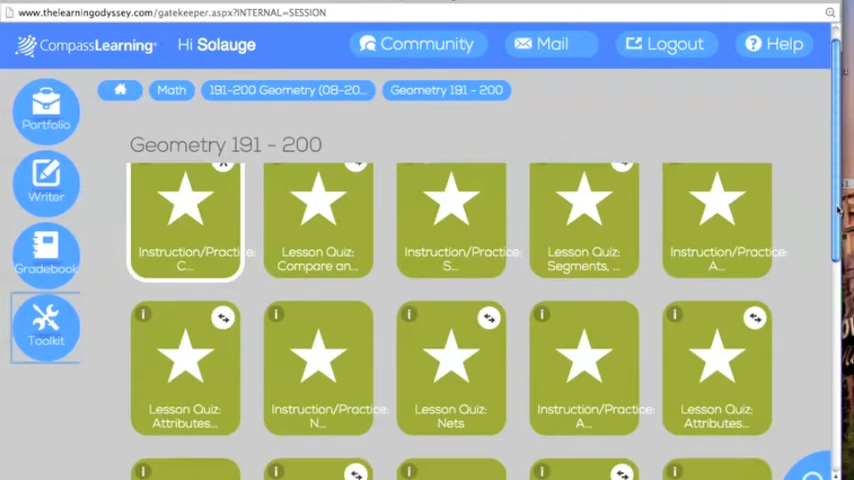 www.thelearningodyssey.com/gatekeeper.aspx?INTERNAL=SESSION
CompassLearning®
Hi Solauge
Community
Mail
Logout
? Help
Portfolio
Writer
Gradebook
Toolkit
Math
191-200 Geometry (08-20...
Geometry 191 - 200
Geometry 191 - 200
Instruction/Practice:
C...
Lesson Quiz:
Compare an...
Instruction/Practice:
S...
Lesson Quiz:
Segments, ...
Instruction/Practice:
A...
i
Lesson Quiz:
Attributes...
i
Instruction/Practice:
N...
i
Lesson Quiz:
Nets
i
Instruction/Practice:
A...
i
Lesson Quiz:
Attributes...
i
i
i
i
i